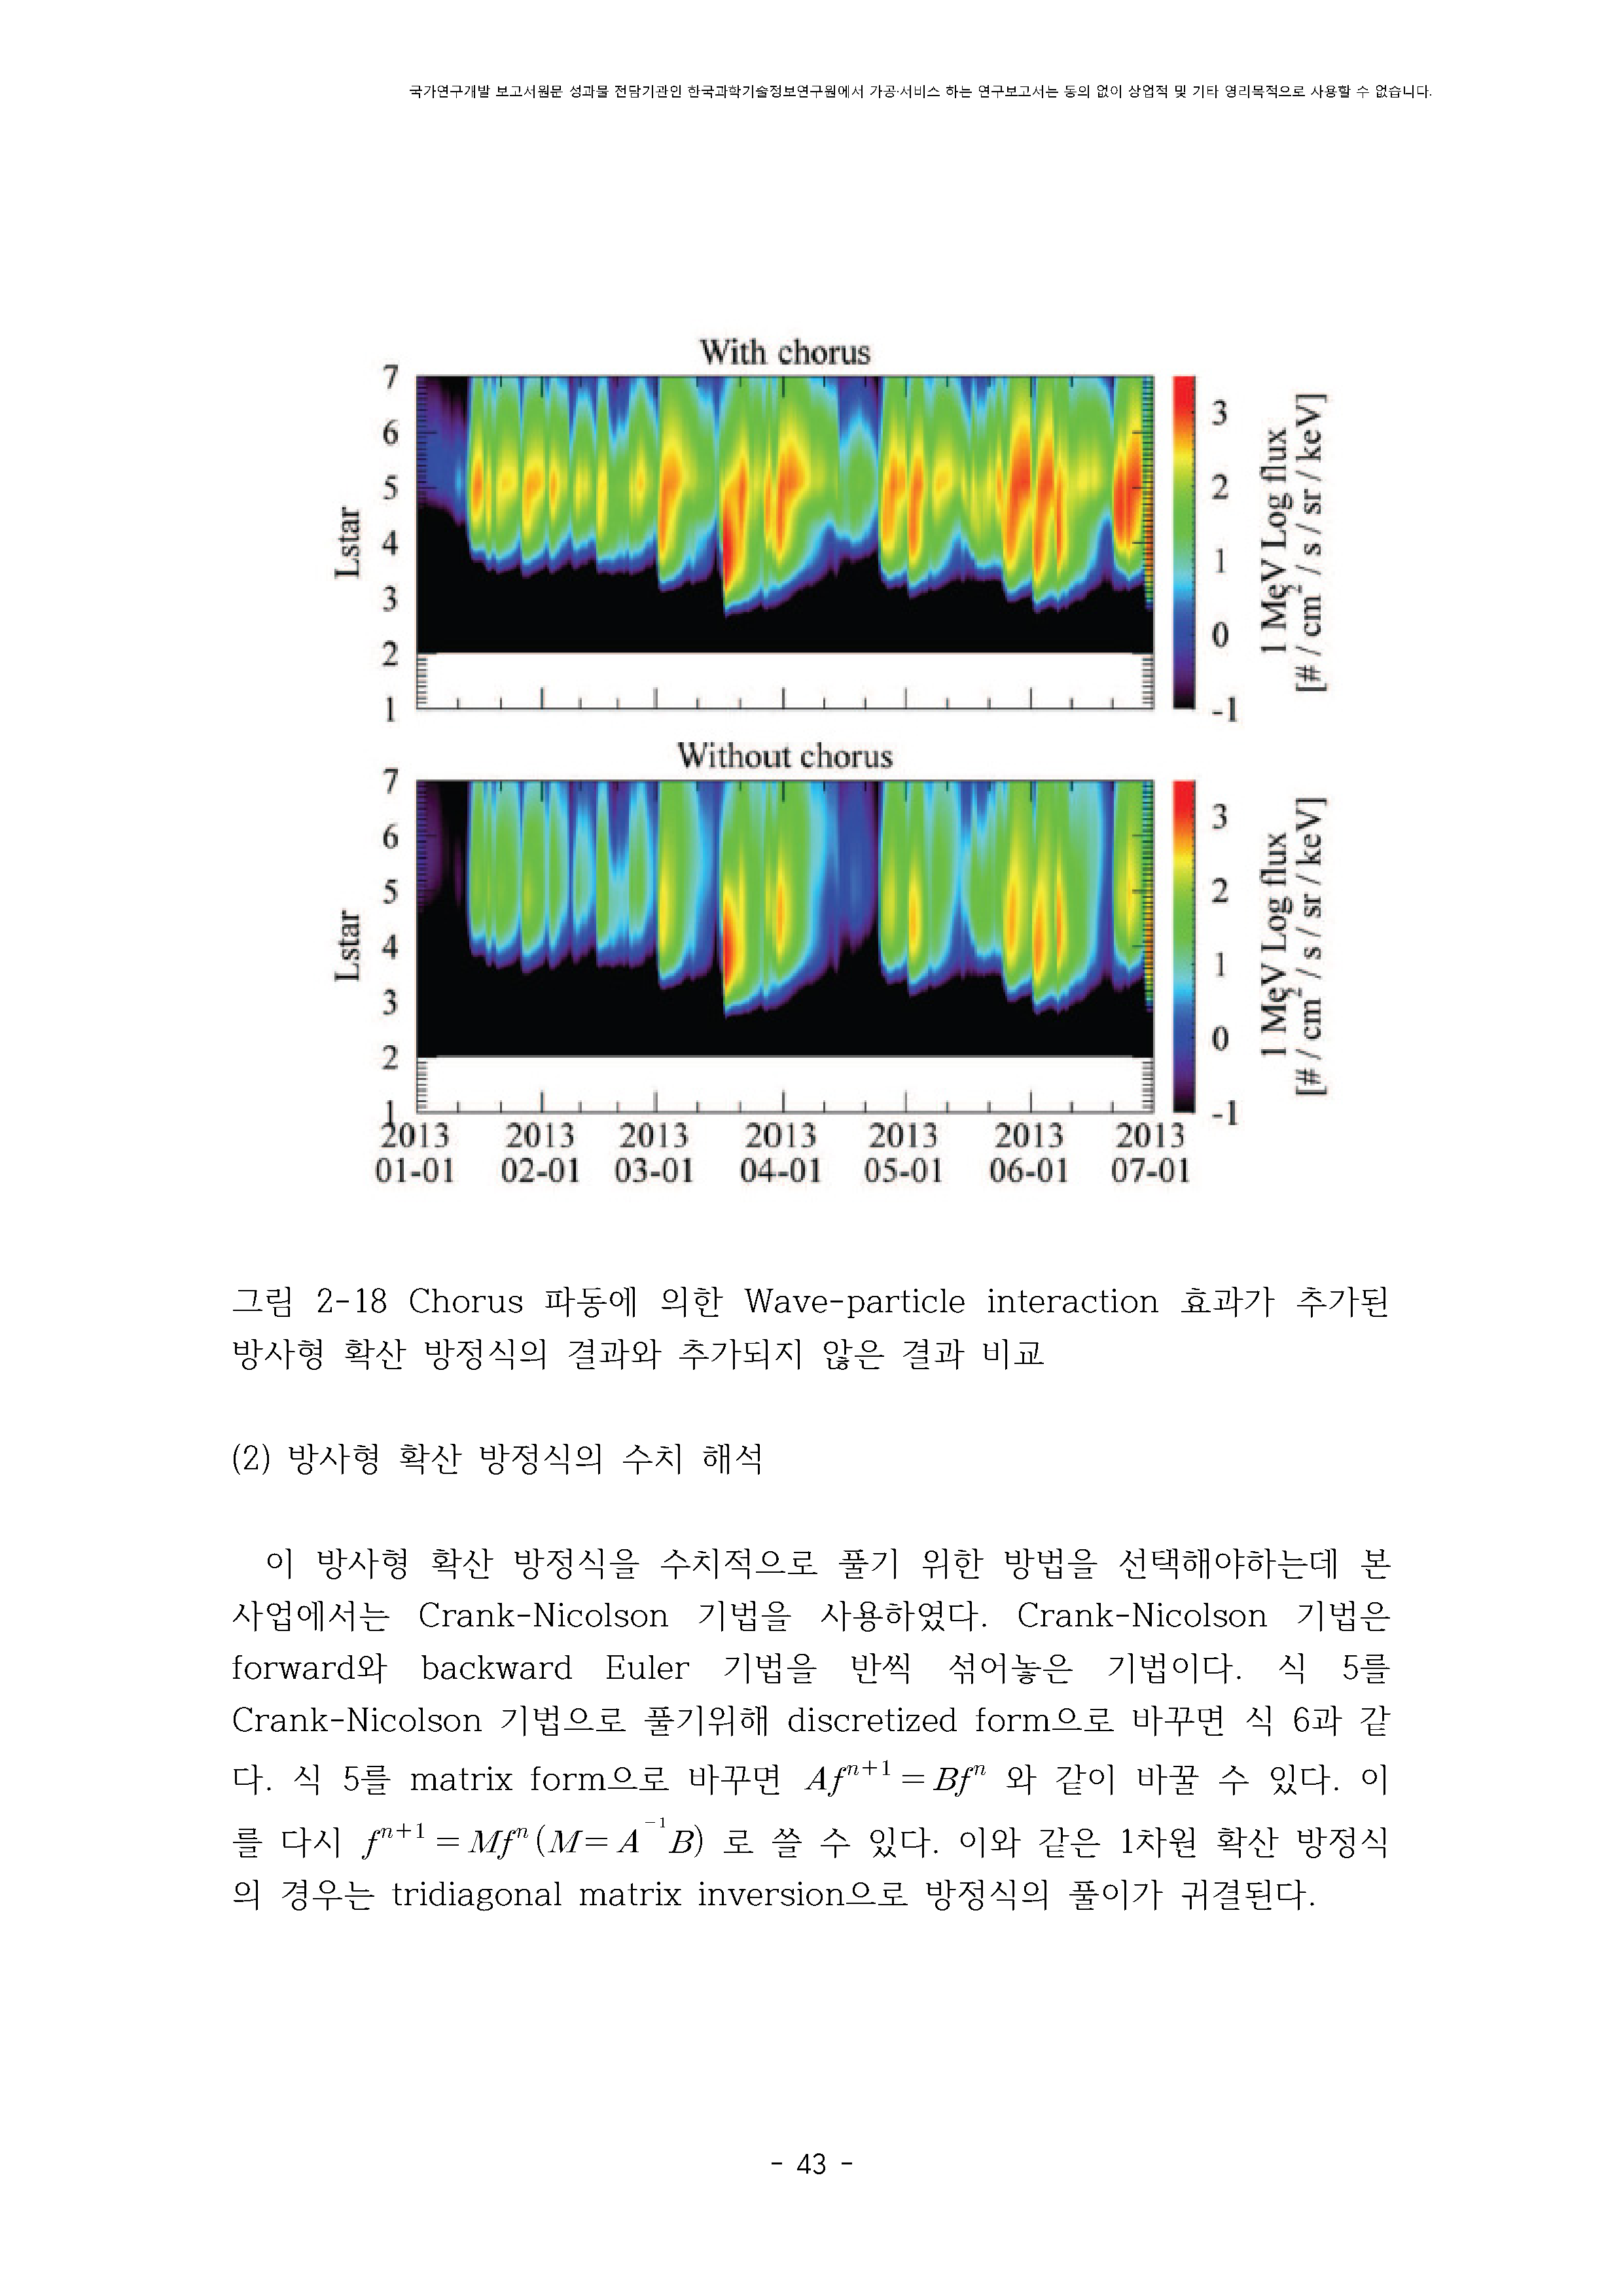 국가연구개발 보고서원문 성과물 전담기관인 한국과학기술정보연구원에서 가공·서비스 하는 연구보고서는 동의 없이 상업적 및 기타 영리목적으로 사용할 수 없습니다.
With chorus
7
6
5
4
3
2
1
Lstar
3
2
1
0
-1
1 MeV Log flux
[# / cm² / s / sr / keV]
Without chorus
7
6
5
4
3
2
1
Lstar
3
2
1
0
-1
1 MeV Log flux
[# / cm² / s / sr / keV]
2013 2013 2013 2013 2013 2013 2013
01-01 02-01 03-01 04-01 05-01 06-01 07-01
그림 2-18 Chorus 파동에 의한 Wave-particle interaction 효과가 추가된
방사형 확산 방정식의 결과와 추가되지 않은 결과 비교
(2) 방사형 확산 방정식의 수치 해석
이 방사형 확산 방정식을 수치적으로 풀기 위한 방법을 선택해야하는데 본
사업에서는 Crank-Nicolson 기법을 사용하였다. Crank-Nicolson 기법은
forward와 backward Euler 기법을 반씩 섞어놓은 기법이다. 식 5를
Crank-Nicolson 기법으로 풀기위해 discretized form으로 바꾸면 식 6과 같
다. 식 5를 matrix form으로 바꾸면 Afⁿ⁺¹ = Bfⁿ 와 같이 바꿀 수 있다. 이
를 다시 fⁿ⁺¹ = Mfⁿ (M = A⁻¹B) 로 쓸 수 있다. 이와 같은 1차원 확산 방정식
의 경우는 tridiagonal matrix inversion으로 방정식의 풀이가 귀결된다.
- 43 -